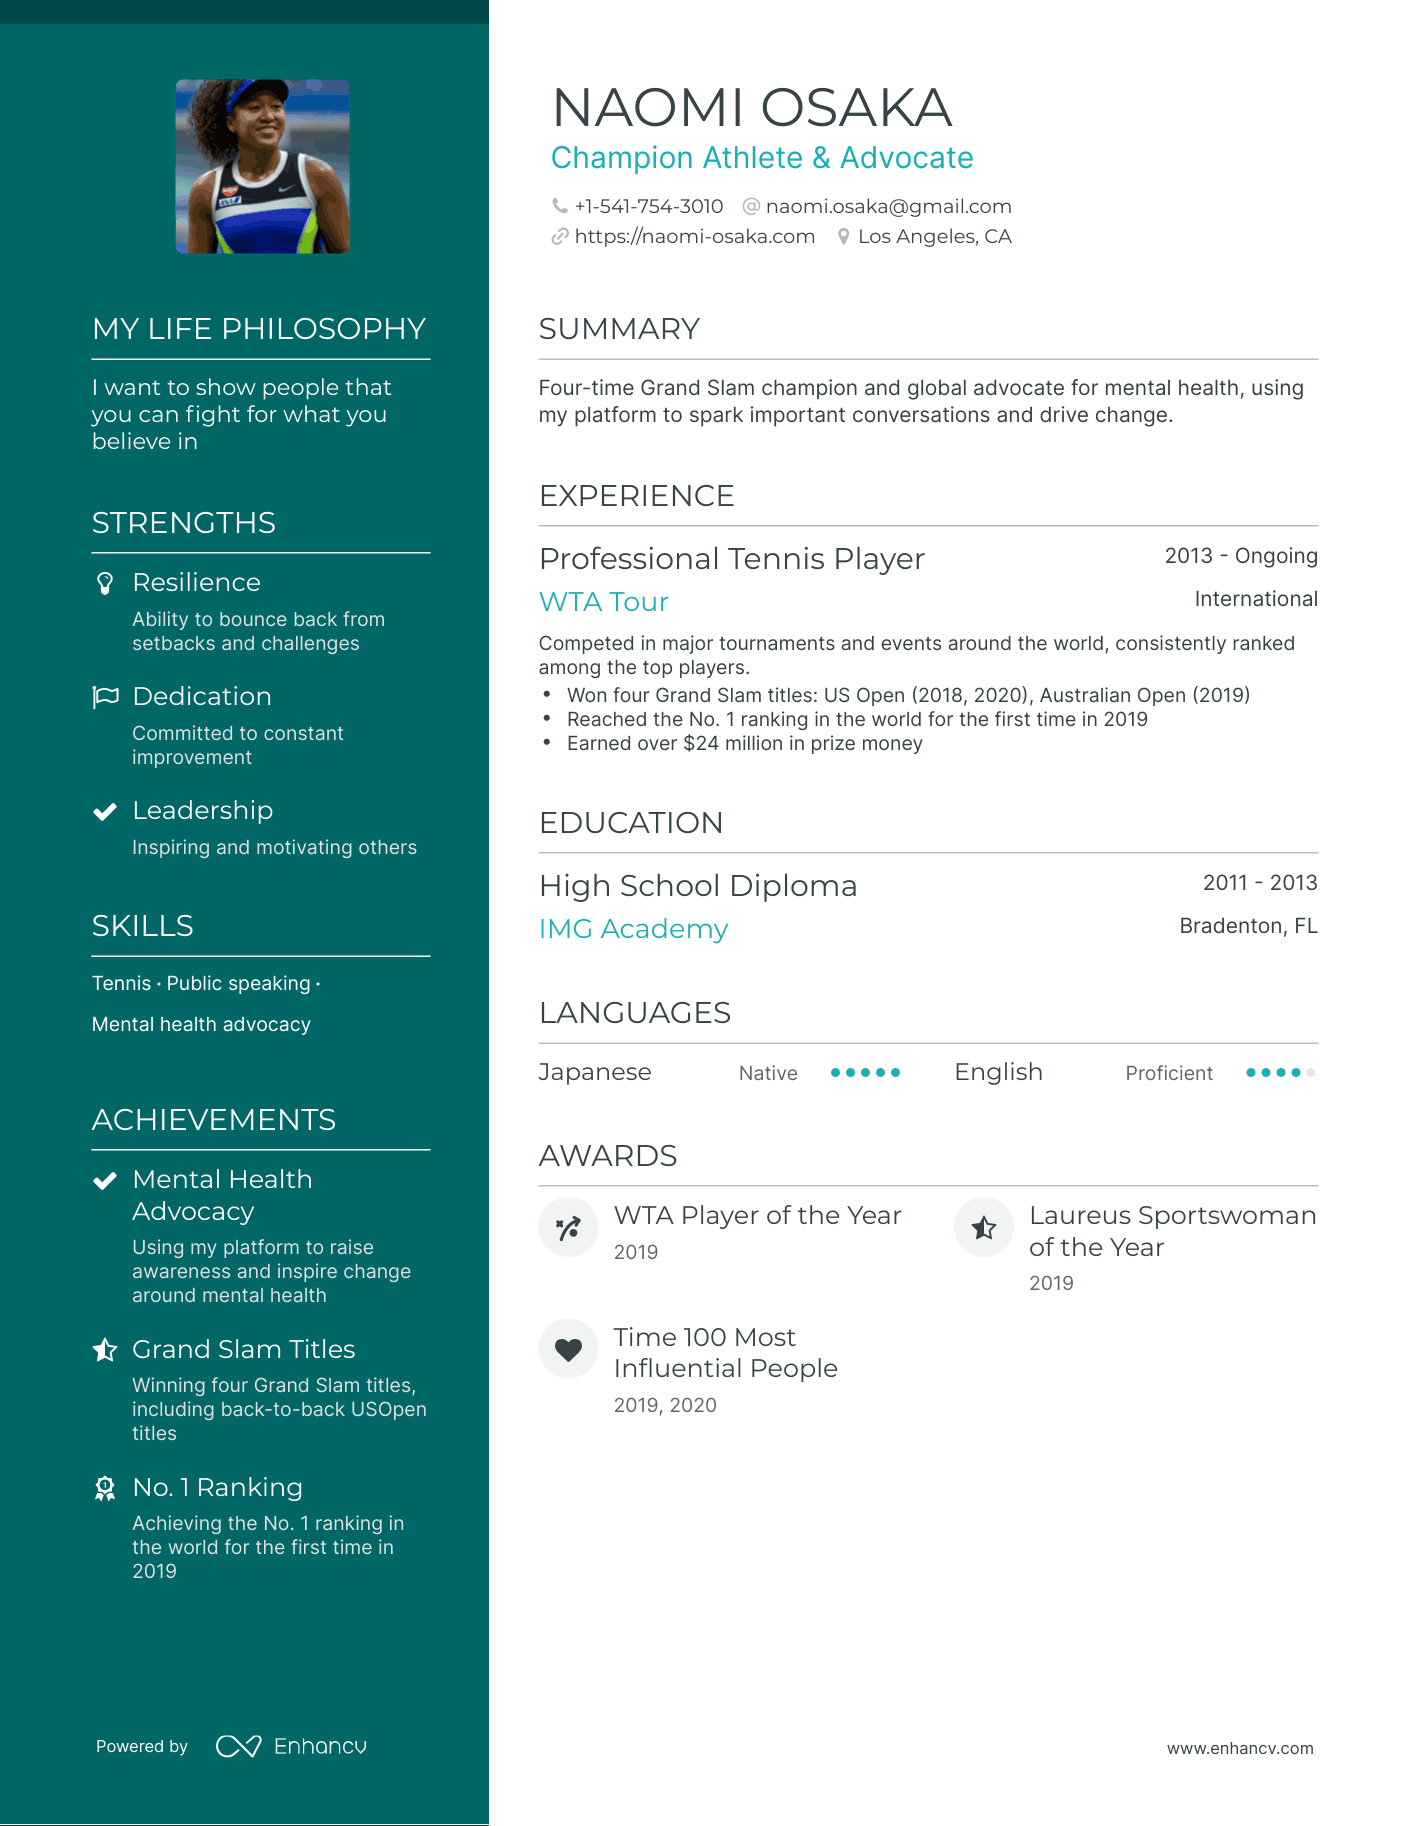 NAOMI OSAKA
Champion Athlete & Advocate
+1-541-754-3010 naomi.osaka@gmail.com
https://naomi-osaka.com Los Angeles, CA
MY LIFE PHILOSOPHY
I want to show people that
you can fight for what you
believe in
STRENGTHS
Resilience
Ability to bounce back from
setbacks and challenges
Dedication
Committed to constant
improvement
Leadership
Inspiring and motivating others
SKILLS
Tennis · Public speaking ·
Mental health advocacy
ACHIEVEMENTS
Mental Health
Advocacy
Using my platform to raise
awareness and inspire change
around mental health
Grand Slam Titles
Winning four Grand Slam titles,
including back-to-back USOpen
titles
No. 1 Ranking
Achieving the No. 1 ranking in
the world for the first time in
2019
Powered by Enhancv
SUMMARY
Four-time Grand Slam champion and global advocate for mental health, using
my platform to spark important conversations and drive change.
EXPERIENCE
Professional Tennis Player 2013 - Ongoing
WTA Tour International
Competed in major tournaments and events around the world, consistently ranked
among the top players.
• Won four Grand Slam titles: US Open (2018, 2020), Australian Open (2019)
• Reached the No. 1 ranking in the world for the first time in 2019
• Earned over $24 million in prize money
EDUCATION
High School Diploma 2011 - 2013
IMG Academy Bradenton, FL
LANGUAGES
Japanese Native English Proficient
AWARDS
WTA Player of the Year
2019
Laureus Sportswoman
of the Year
2019
Time 100 Most
Influential People
2019, 2020
www.enhancv.com